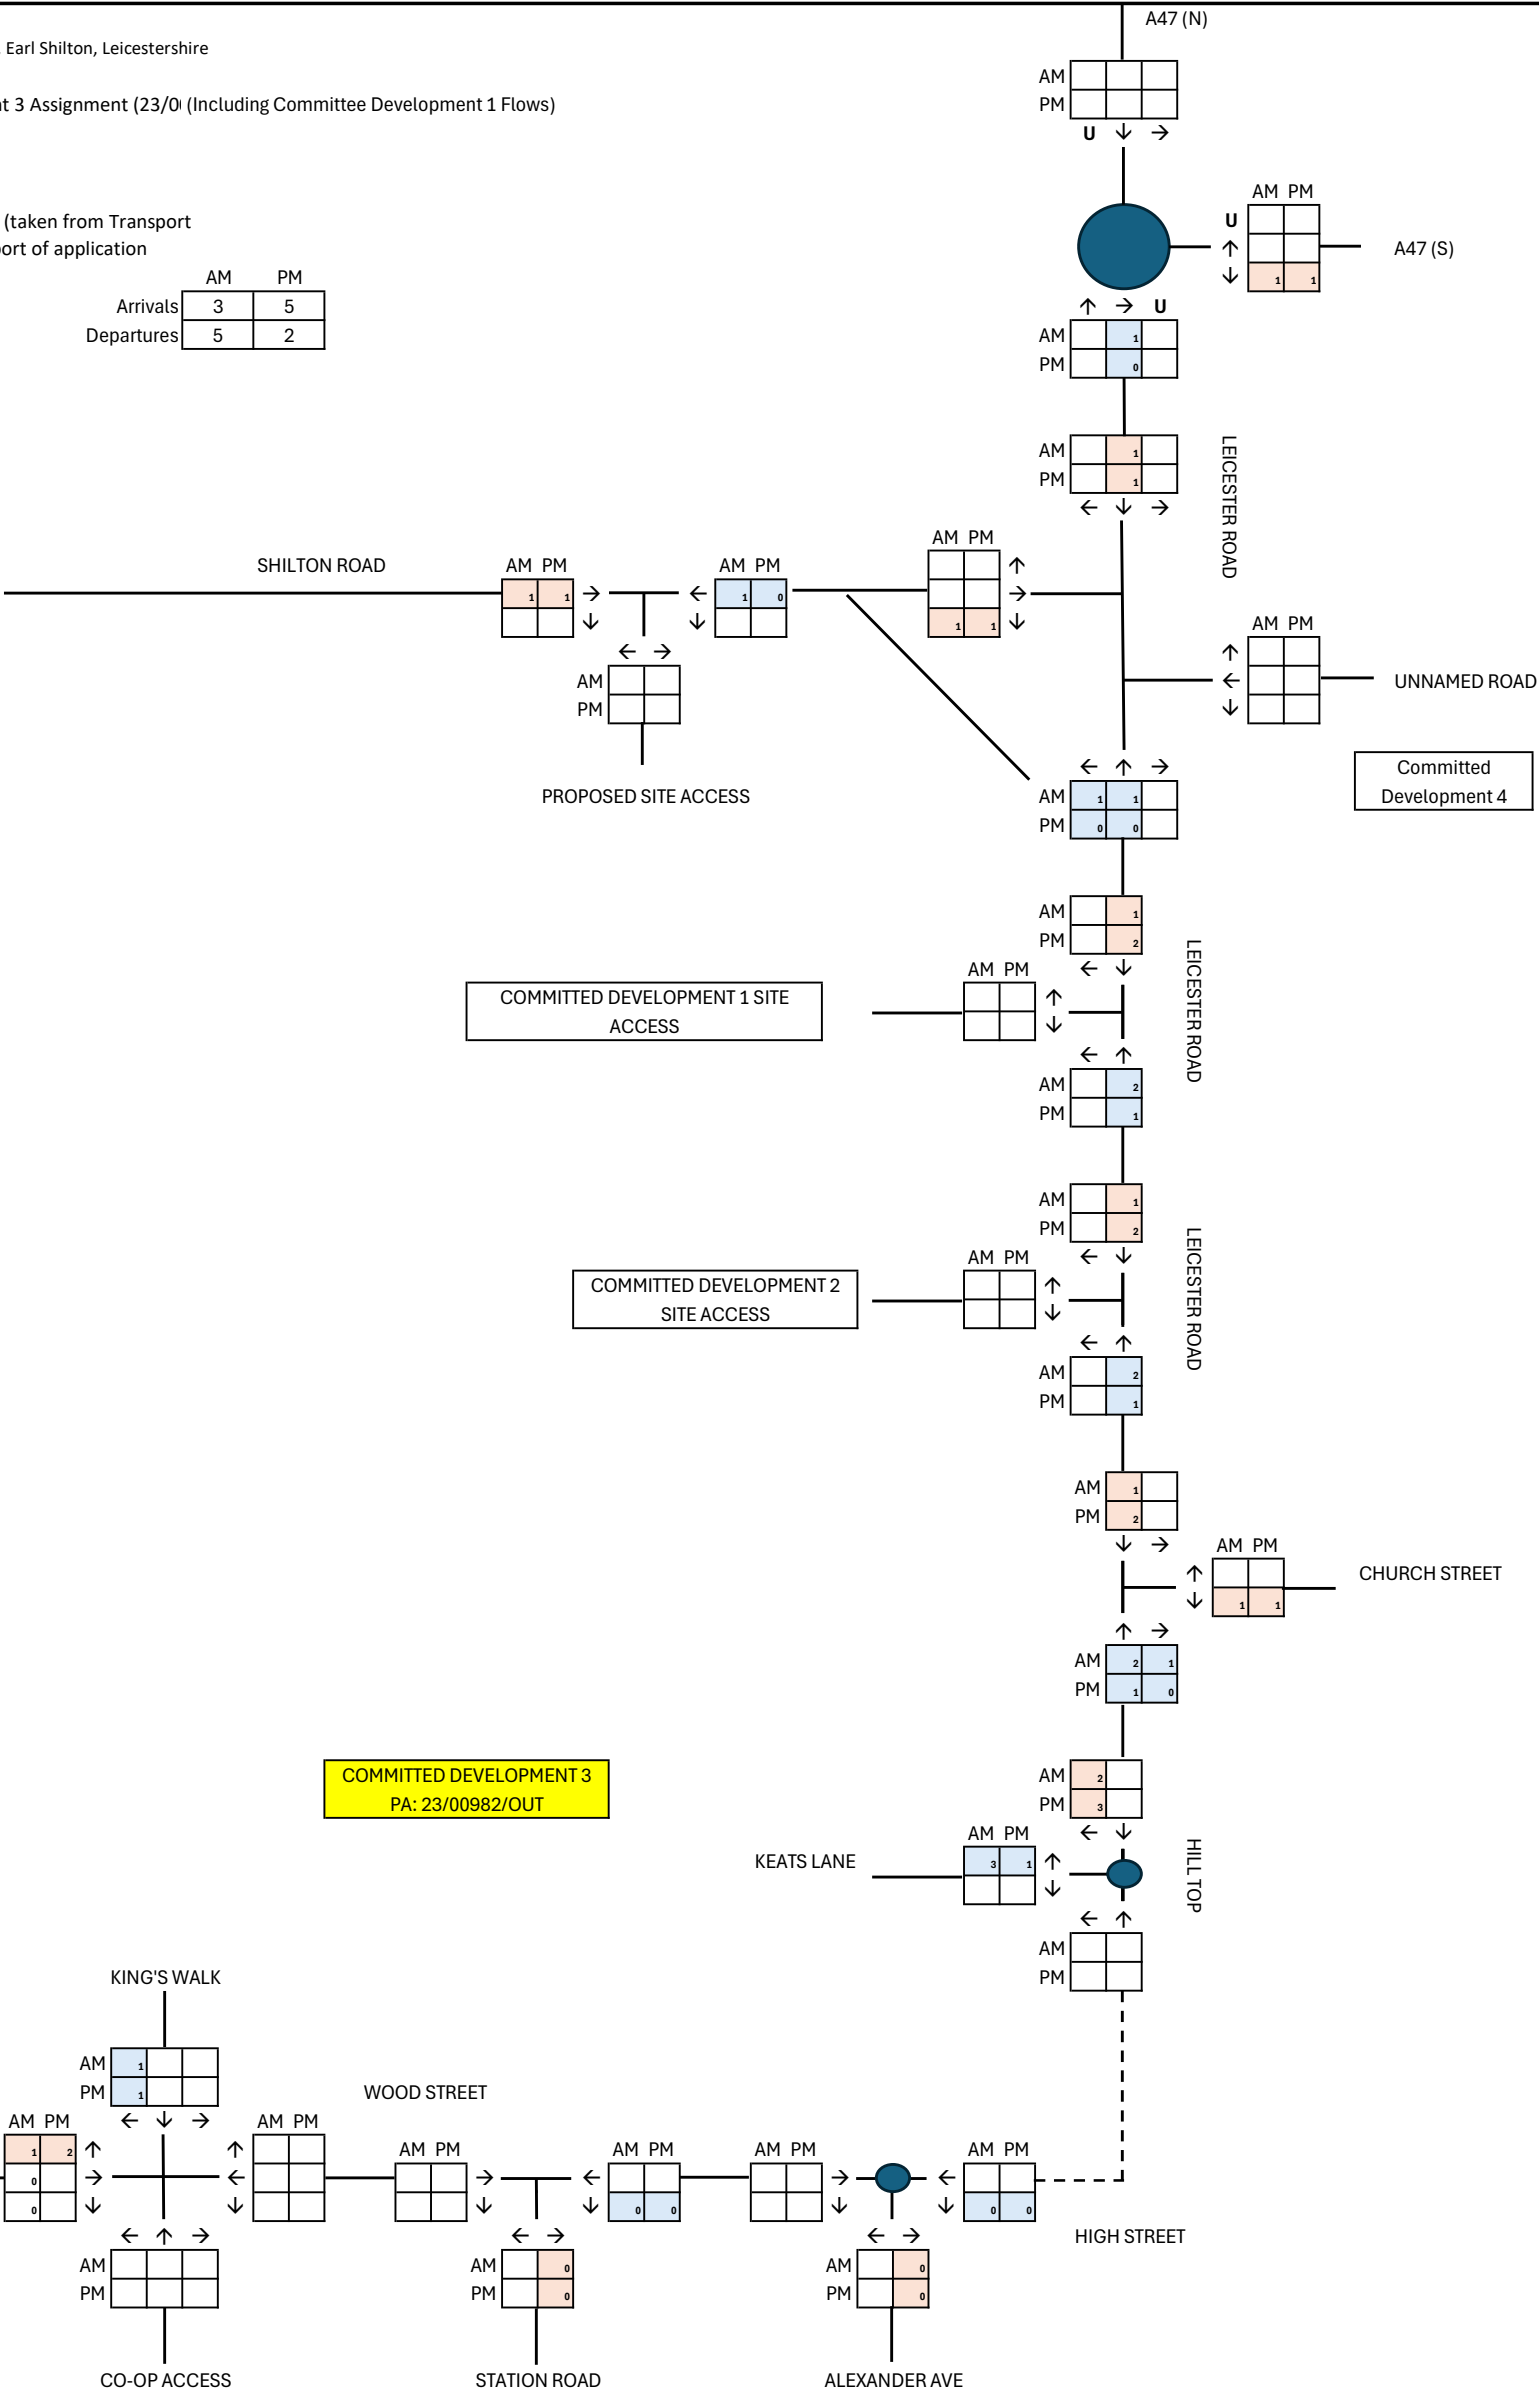 A47 (N)
Earl Shilton, Leicestershire
AM
t 3 Assignment (23/0 (Including Committee Development 1 Flows)
PM
U ↓ →
AM PM
(taken from Transport
U
ort of application
↑
A47 (S)
AM PM
↓ 1 1
Arrivals 3 5
↑ → U
Departures 5 2
AM 1
PM 0
LEICESTER ROAD
AM 1
PM 1
← ↓ →
AM PM
SHILTON ROAD
AM PM
AM PM
↑
1 1 →
← 1 0
→
↓
↓
1 1 ↓
AM PM
← →
↑
AM
←
UNNAMED ROAD
PM
↓
← ↑ →
Committed
Development 4
PROPOSED SITE ACCESS
AM 1 1
PM 0 0
AM 1
PM 2
LEICESTER ROAD
← ↓
AM PM
COMMITTED DEVELOPMENT 1 SITE
ACCESS
↑
↓
← ↑
AM 2
PM 1
AM 1
PM 2
LEICESTER ROAD
← ↓
AM PM
COMMITTED DEVELOPMENT 2
SITE ACCESS
↑
↓
← ↑
AM 2
PM 1
AM 1
PM 2
↓ →
AM PM
↑
CHURCH STREET
↓ 1 1
↑ →
AM 2 1
PM 1 0
COMMITTED DEVELOPMENT 3
PA: 23/00982/OUT
AM 2
PM 3
← ↓
HILL TOP
AM PM
KEATS LANE
3 1 ↑
↓
← ↑
AM
PM
KING'S WALK
AM 1
PM 1
WOOD STREET
← ↓ →
AM PM
AM PM
1 2 ↑
0 →
0 ↓
↑
←
↓
AM PM
→
↓
AM PM
←
↓ 0 0
AM PM
→
↓
AM PM
←
↓ 0 0
HIGH STREET
← ↑ →
AM
PM
← →
AM 0
PM 0
← →
AM 0
PM 0
CO-OP ACCESS
STATION ROAD
ALEXANDER AVE